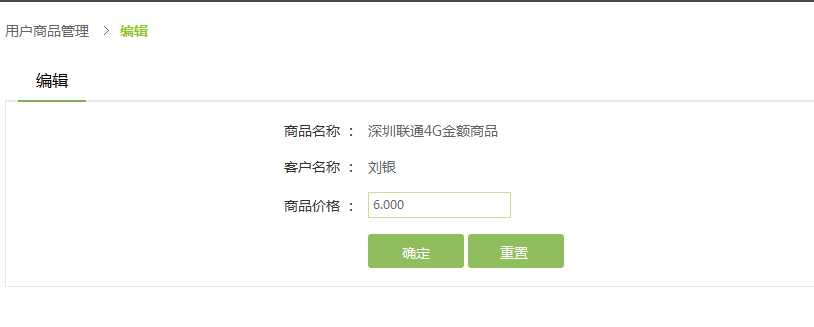 用户商品管理 > 编辑
编辑
商品名称 ： 深圳联通4G金额商品
客户名称 ： 刘银
商品价格 ： 6.000
确定 重置